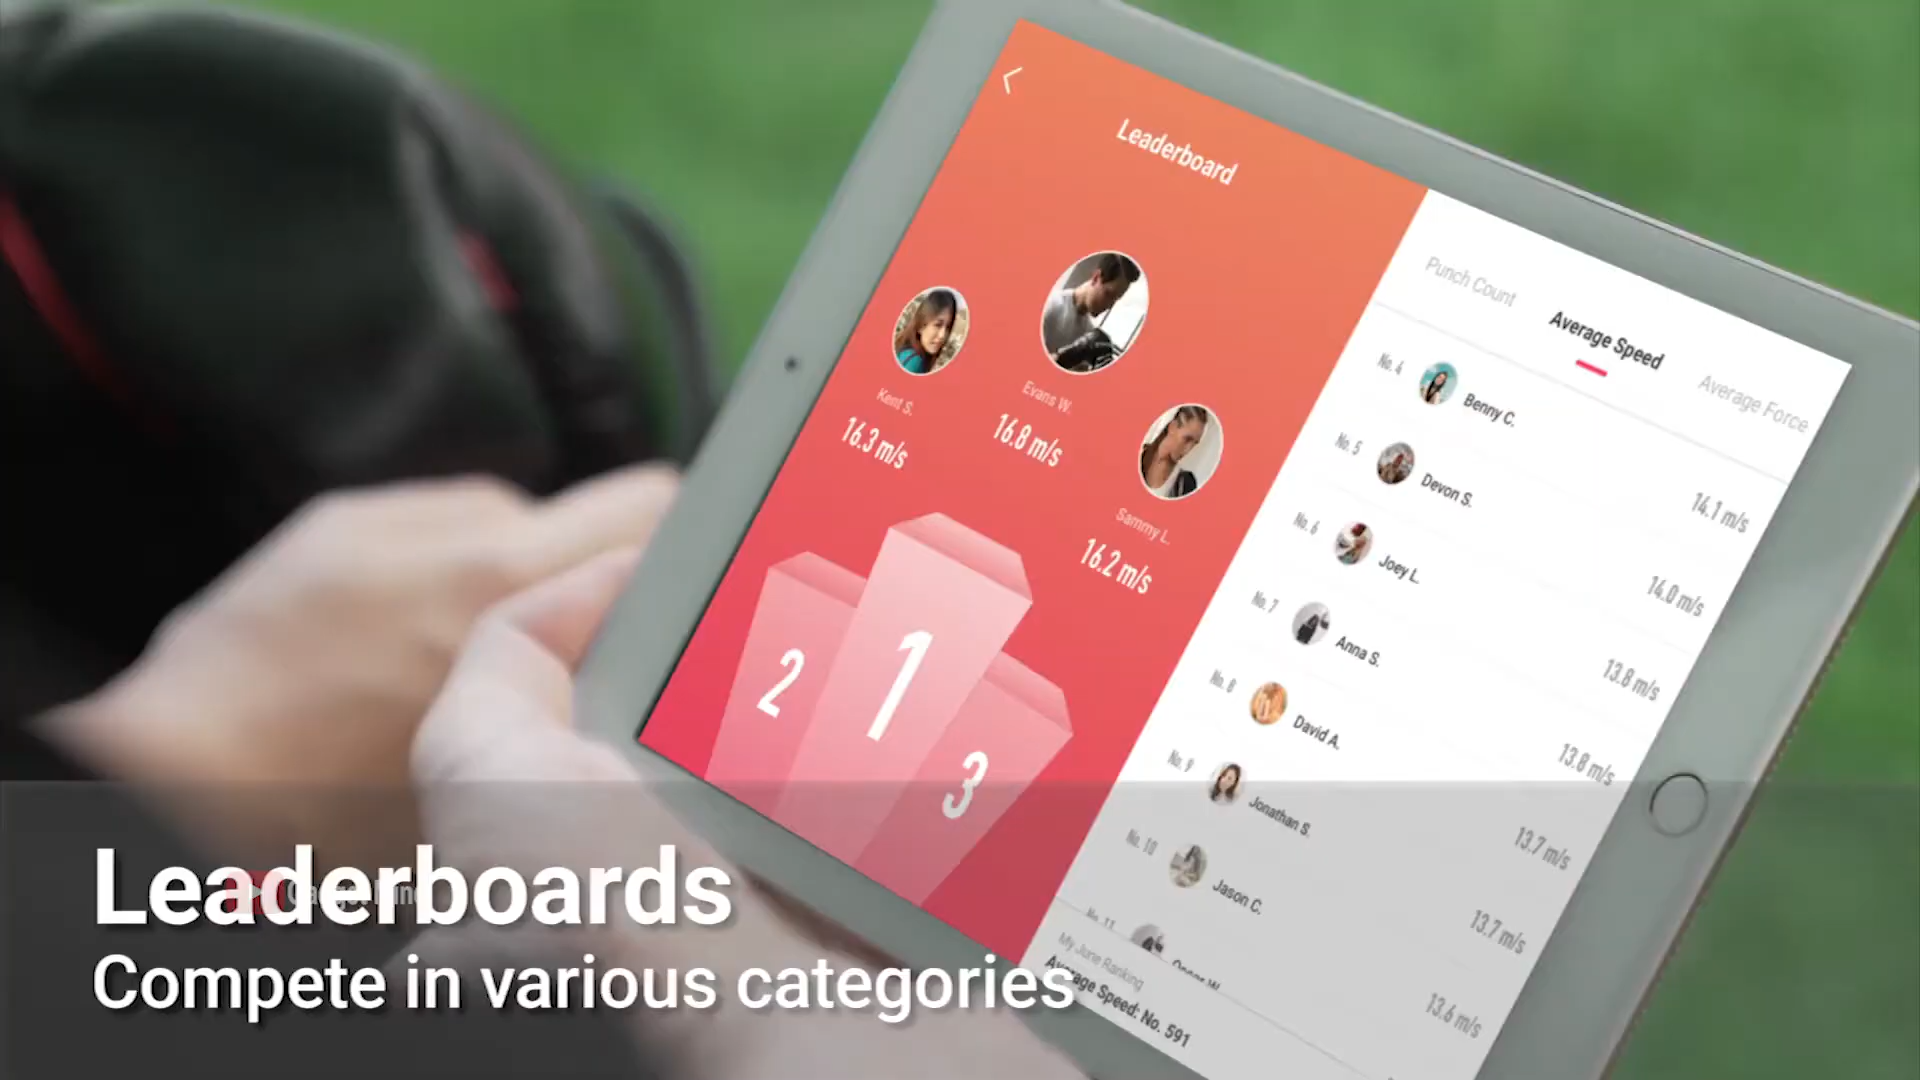 Leaderboard
Kent S.
16.3 m/s
Evans W.
16.8 m/s
Sammy L.
16.2 m/s
2
1
3
Punch Count
Average Speed
Average Force
No. 4 Benny C. 14.1 m/s
No. 5 Devon S. 14.0 m/s
No. 6 Joey L. 13.8 m/s
No. 7 Anna S. 13.8 m/s
No. 8 David A. 13.7 m/s
No. 9 Jonathan S. 13.7 m/s
No. 10 Jason C. 13.6 m/s
No. 11
My June Ranking
Average Speed: No. 591
Leaderboards
Compete in various categories